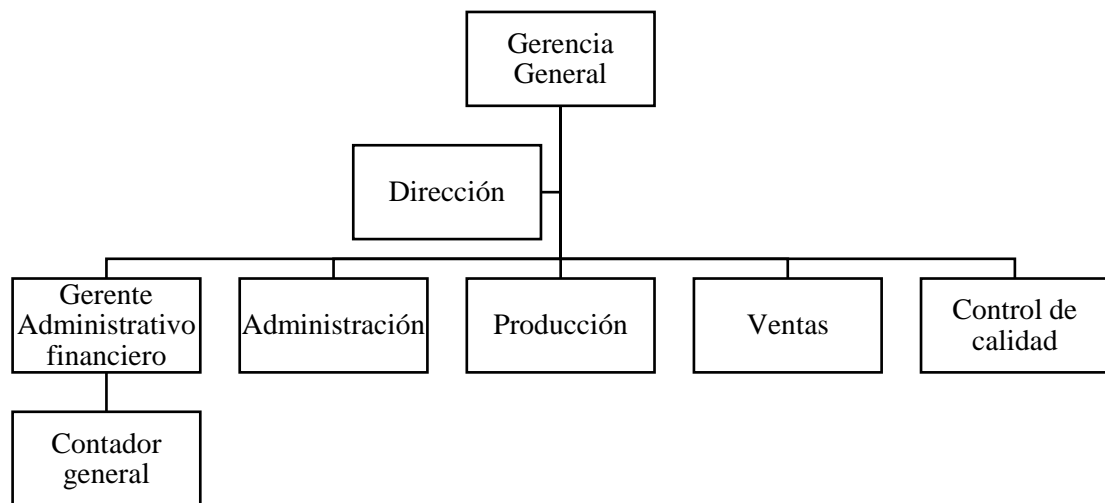 Gerencia
General
Dirección
Gerente
Administrativo
financiero
Administración
Producción
Ventas
Control de
calidad
Contador
general